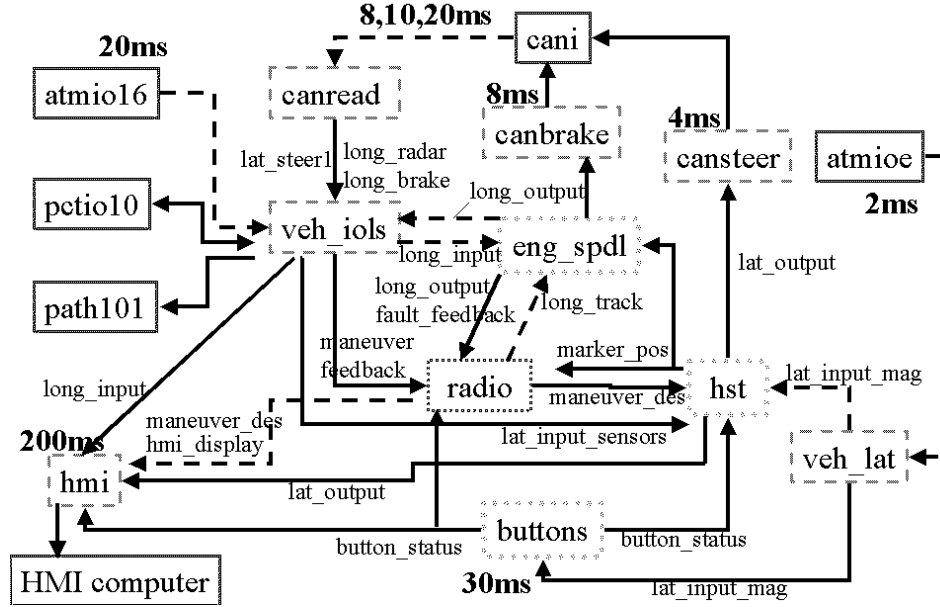 8,10,20ms
cani
20ms
atmio16
canread
8ms
canbrake
4ms
cansteer
atmioe
2ms
lat_steer1
long_radar
long_brake
pctio10
long_output
veh_iols
eng_spdl
long_input
lat_output
path101
long_output
fault_feedback
long_track
maneuver
feedback
marker_pos
long_input
radio
maneuver_des
hst
lat_input_mag
maneuver_des
hmi_display
200ms
lat_input_sensors
veh_lat
hmi
lat_output
buttons
button_status
button_status
HMI computer
30ms
lat_input_mag